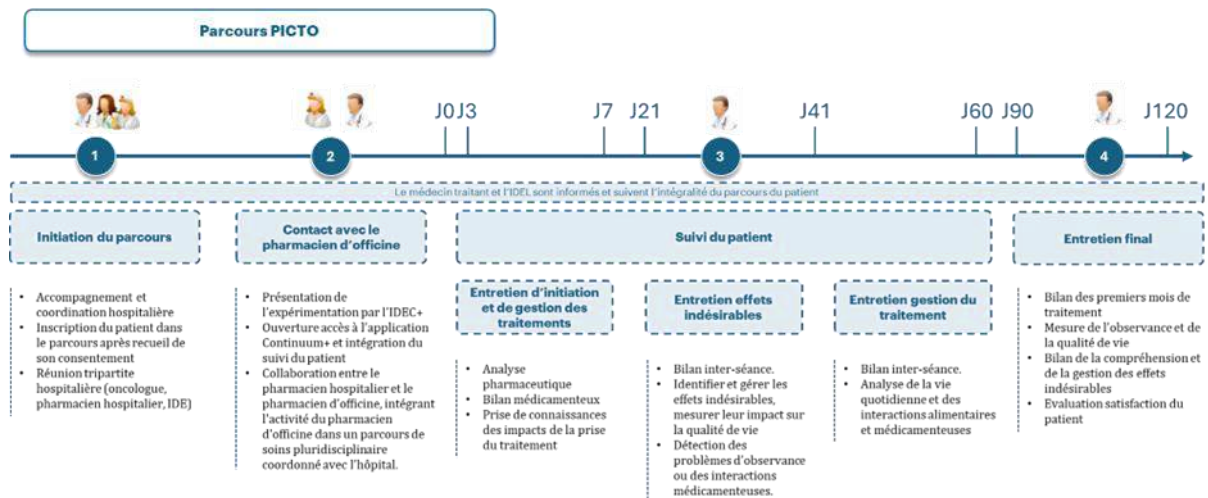 Parcours PICTO
J0 J3
J7
J21
J41
J60
J90
J120
1
2
3
4
Le médecin traitant et l'IDEL sont informés et suivent l'intégralité du parcours du patient
Initiation du parcours
• Accompagnement et
coordination hospitalière
• Inscription du patient dans
le parcours après recueil de
son consentement
• Réunion tripartite
hospitalière (oncologue,
pharmacien hospitalier, IDE)
Contact avec le
pharmacien d'officine
• Présentation de
l'expérimentation par l'IDEC+
• Ouverture accès à l'application
Continuum+ et intégration du
suivi du patient
• Collaboration entre le
pharmacien hospitalier et le
pharmacien d'officine, intégrant
l'activité du pharmacien
d'officine dans un parcours de
soins pluridisciplinaire
coordonné avec l'hôpital.
Suivi du patient
Entretien d'initiation
et de gestion des
traitements
• Analyse
pharmaceutique
• Bilan médicamenteux
• Prise de connaissances
des impacts de la prise
du traitement
Entretien effets
indésirables
• Bilan inter-séance.
• Identifier et gérer les
effets indésirables,
mesurer leur impact sur
la qualité de vie
• Détection des
problèmes d'observance
ou des interactions
médicamenteuses.
Entretien gestion du
traitement
• Bilan inter-séance.
• Analyse de la vie
quotidienne et des
interactions alimentaires
et médicamenteuses
Entretien final
• Bilan des premiers mois de
traitement
• Mesure de l'observance et de
la qualité de vie
• Bilan de la compréhension et
de la gestion des effets
indésirables
• Evaluation satisfaction du
patient